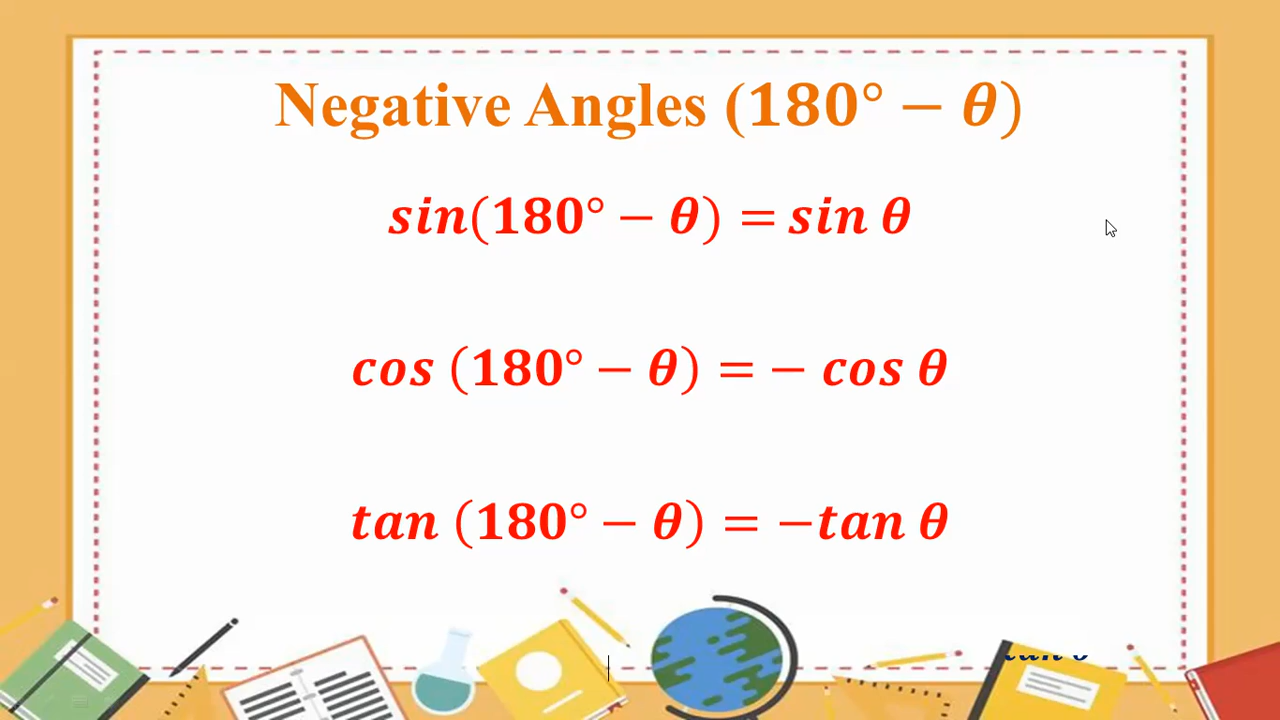 Negative Angles (180° − θ)
sin(180° − θ) = sin θ
cos (180° − θ) = − cos θ
tan (180° − θ) = −tan θ